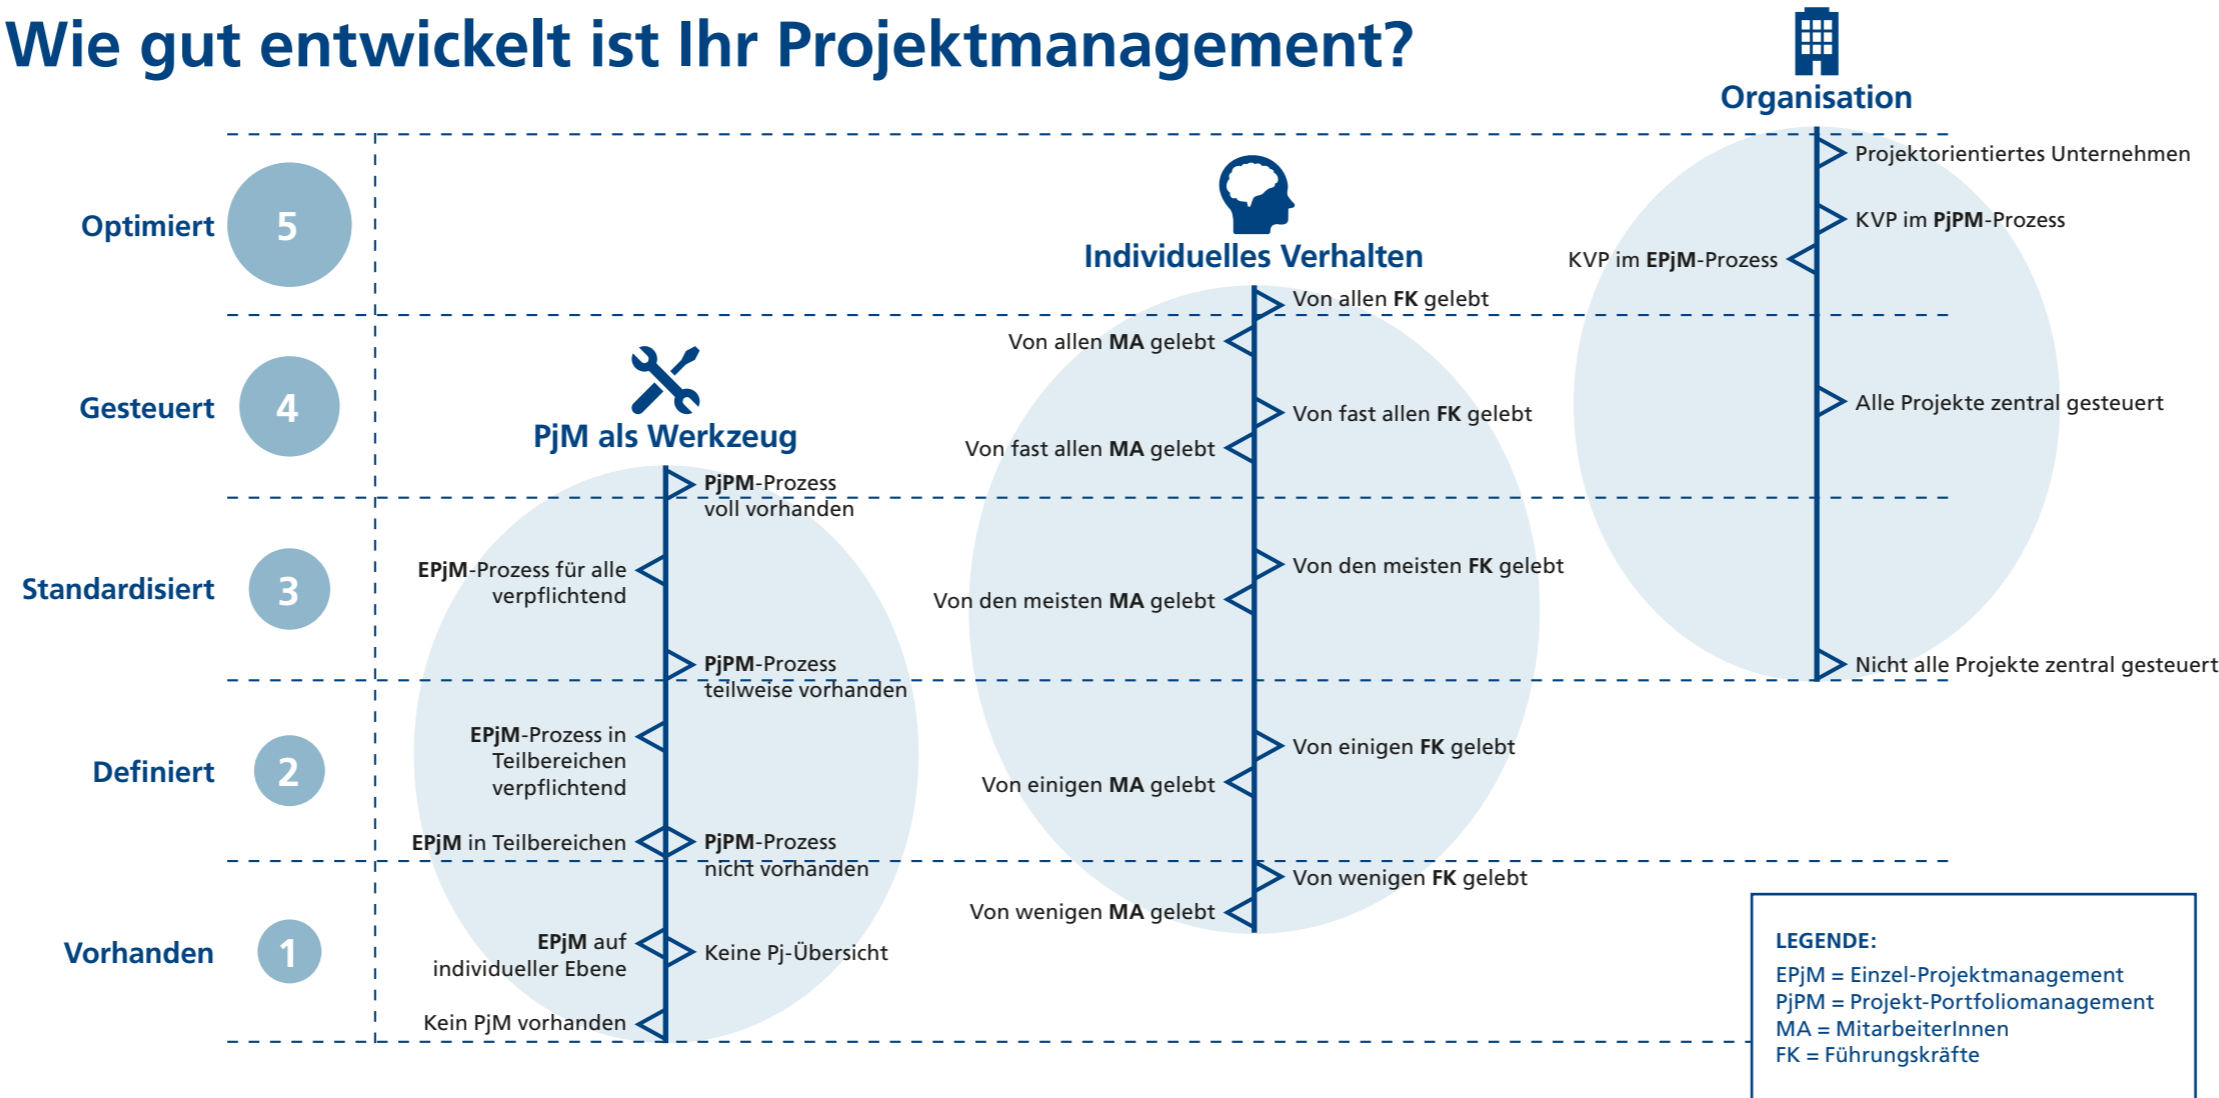 Wie gut entwickelt ist Ihr Projektmanagement?
Optimiert
5
Gesteuert
4
Standardisiert
3
Definiert
2
Vorhanden
1
PjM als Werkzeug
PjPM-Prozess
voll vorhanden
EPjM-Prozess für alle
verpflichtend
PjPM-Prozess
teilweise vorhanden
EPjM-Prozess in
Teilbereichen
verpflichtend
EPjM in Teilbereichen
PjPM-Prozess
nicht vorhanden
EPjM auf
individueller Ebene
Keine Pj-Übersicht
Kein PjM vorhanden
Individuelles Verhalten
Von allen FK gelebt
Von allen MA gelebt
Von fast allen FK gelebt
Von fast allen MA gelebt
Von den meisten FK gelebt
Von den meisten MA gelebt
Von einigen FK gelebt
Von einigen MA gelebt
Von wenigen FK gelebt
Von wenigen MA gelebt
Organisation
Projektorientiertes Unternehmen
KVP im PjPM-Prozess
KVP im EPjM-Prozess
Alle Projekte zentral gesteuert
Nicht alle Projekte zentral gesteuert
LEGENDE:
EPjM = Einzel-Projektmanagement
PjPM = Projekt-Portfoliomanagement
MA = MitarbeiterInnen
FK = Führungskräfte